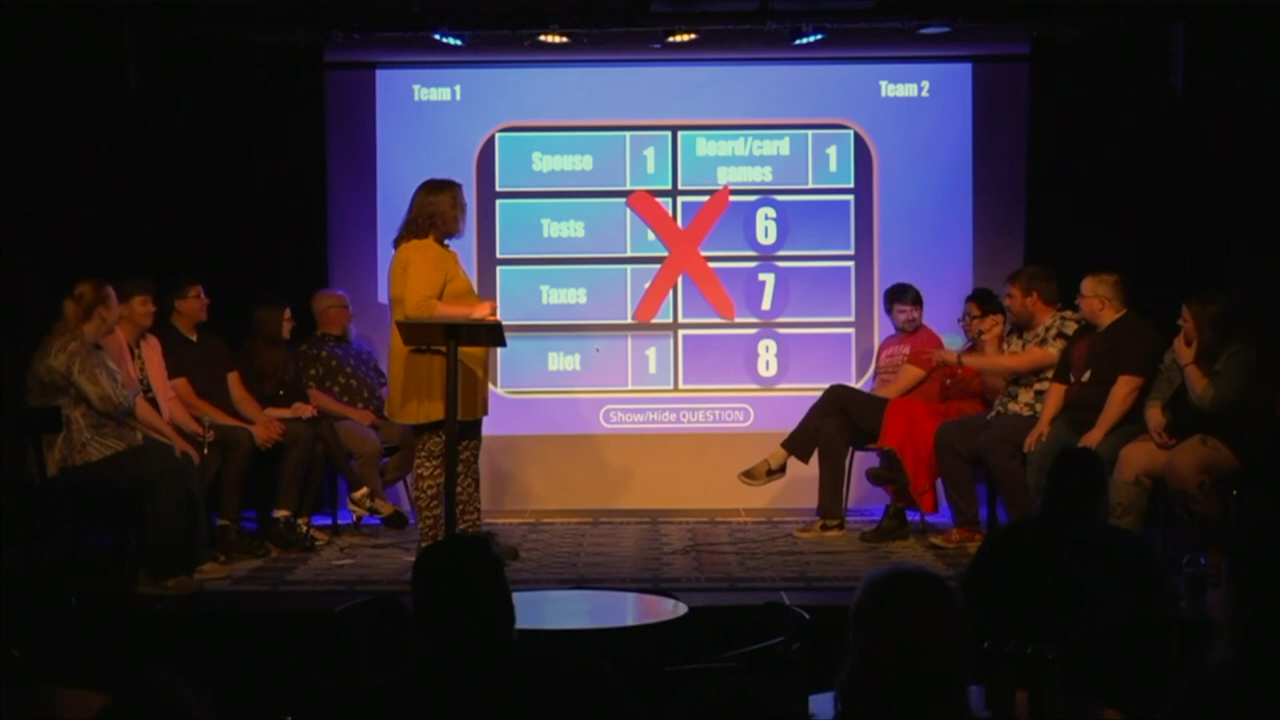 Team 1
Team 2
Spouse 1
Board/card
games 1
Tests
6
Taxes
7
Diet 1
8
Show/Hide QUESTION